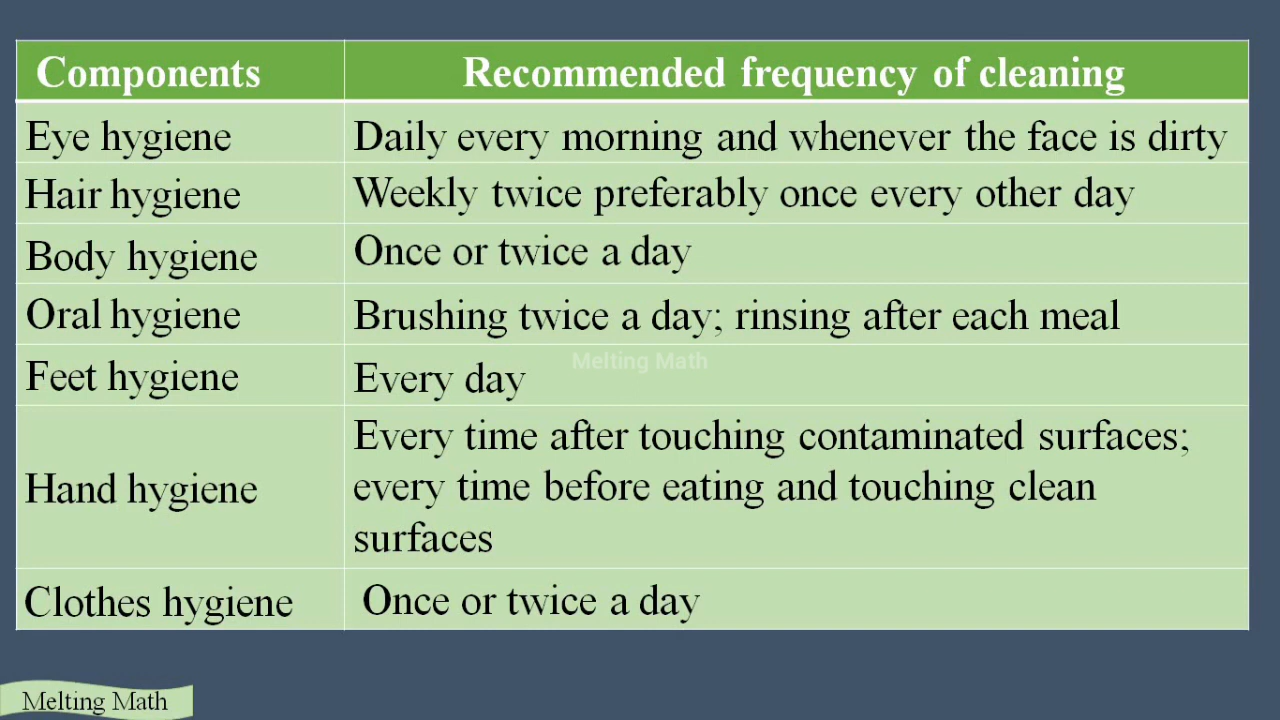 Components Recommended frequency of cleaning
Eye hygiene Daily every morning and whenever the face is dirty
Hair hygiene Weekly twice preferably once every other day
Body hygiene Once or twice a day
Oral hygiene Brushing twice a day; rinsing after each meal
Melting Math
Feet hygiene Every day
Every time after touching contaminated surfaces;
Hand hygiene every time before eating and touching clean
surfaces
Clothes hygiene Once or twice a day
Melting Math